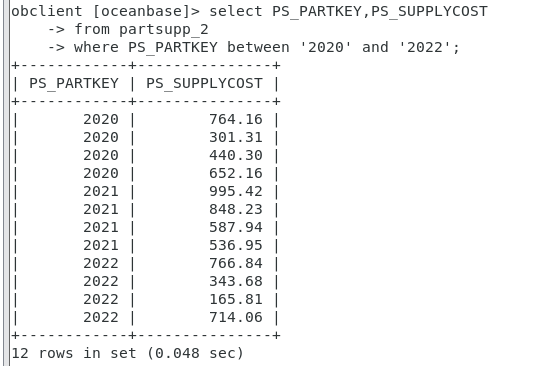 obclient [oceanbase]> select PS_PARTKEY,PS_SUPPLYCOST
    -> from partsupp_2
    -> where PS_PARTKEY between '2020' and '2022';
+------------+---------------+
| PS_PARTKEY | PS_SUPPLYCOST |
+------------+---------------+
|       2020 |        764.16 |
|       2020 |        301.31 |
|       2020 |        440.30 |
|       2020 |        652.16 |
|       2021 |        995.42 |
|       2021 |        848.23 |
|       2021 |        587.94 |
|       2021 |        536.95 |
|       2022 |        766.84 |
|       2022 |        343.68 |
|       2022 |        165.81 |
|       2022 |        714.06 |
+------------+---------------+
12 rows in set (0.048 sec)